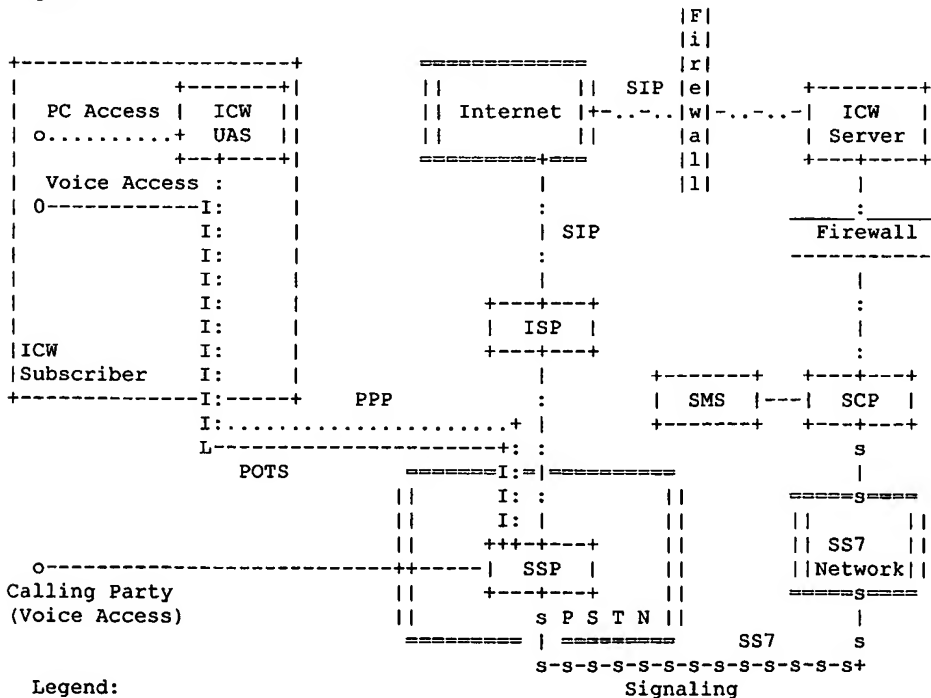 Firewall
SIP
PC Access
ICW
UAS
Internet
ICW
Server
Voice Access
Firewall
SIP
ISP
ICW
Subscriber
PPP
SMS
SCP
POTS
SS7
Network
SSP
Calling Party
(Voice Access)
P S T N
SS7
Legend:
Signaling